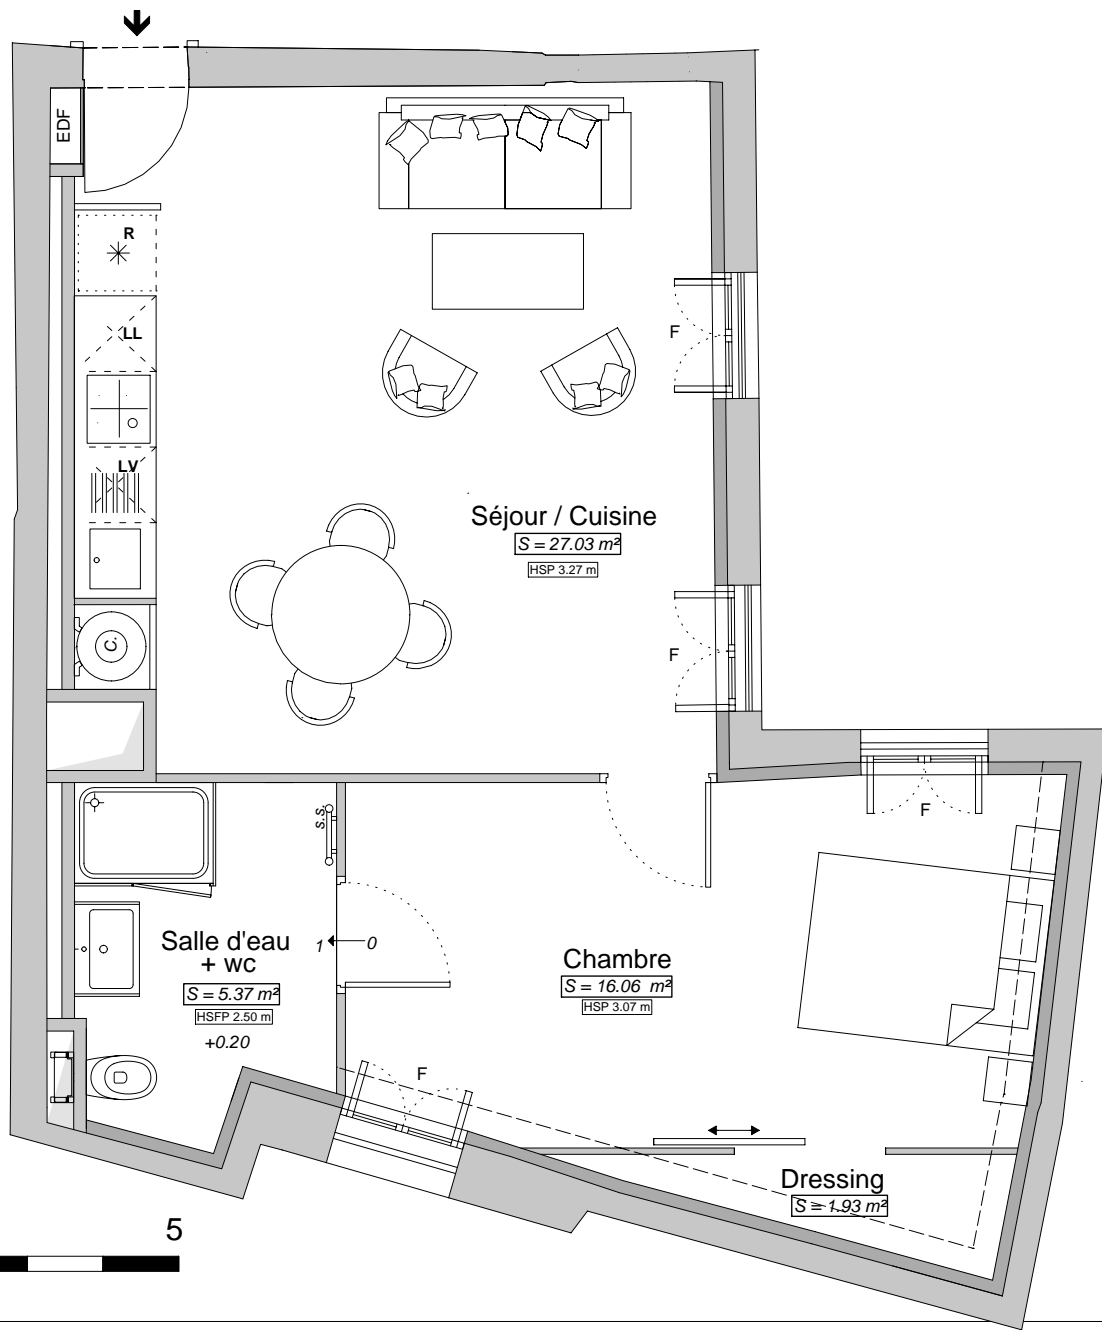 EDF
R
LL
F
LV
Séjour / Cuisine
S = 27.03 m²
HSP 3.27 m
C.
F
s.s.
F
Salle d'eau
+ wc
1 0
S = 5.37 m²
HSFP 2.50 m
+0.20
Chambre
S = 16.06 m²
HSP 3.07 m
F
Dressing
S = 1.93 m²
5